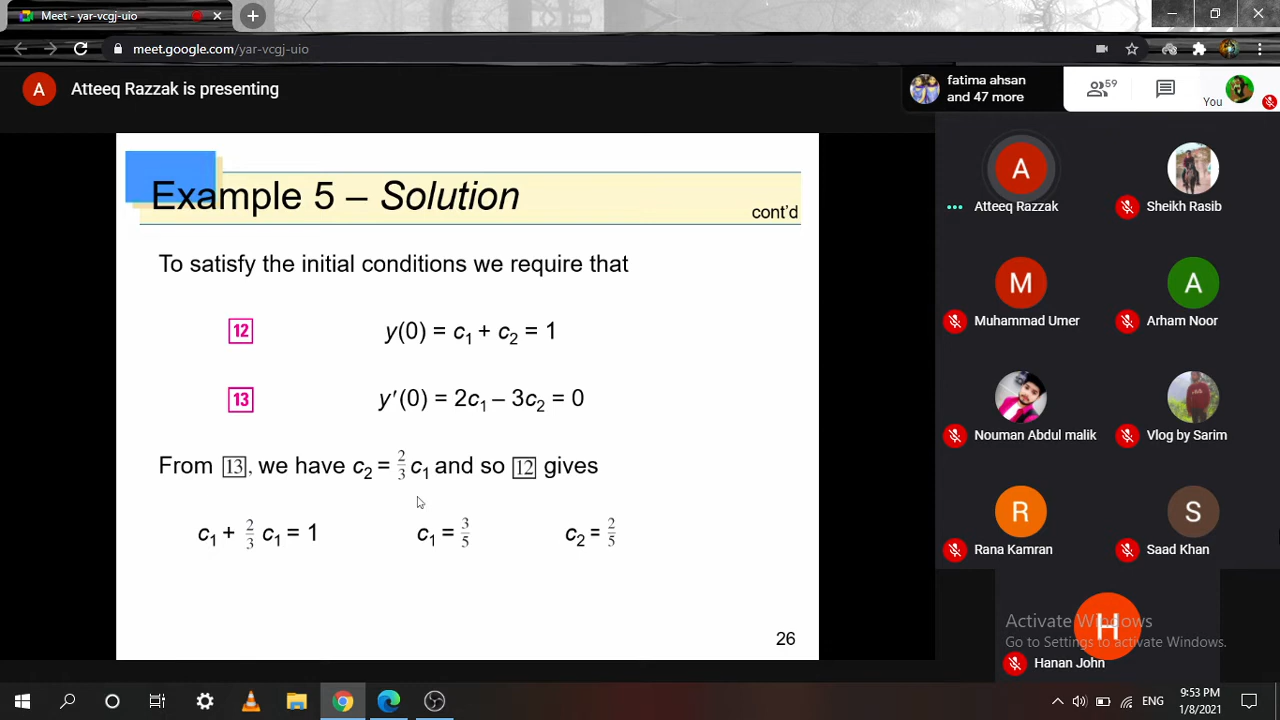 Meet - yar-vcgj-uio
meet.google.com/yar-vcgj-uio
A
Atteeq Razzak is presenting
fatima ahsan
and 47 more
59
You
Example 5 – Solution
cont'd
To satisfy the initial conditions we require that
12 y(0) = c₁ + c₂ = 1
13 y′(0) = 2c₁ – 3c₂ = 0
From 13, we have c₂ = 2/3 c₁ and so 12 gives
c₁ + 2/3 c₁ = 1 c₁ = 3/5 c₂ = 2/5
26
A
Atteeq Razzak
Sheikh Rasib
M
Muhammad Umer
A
Arham Noor
Nouman Abdul malik
Vlog by Sarim
R
Rana Kamran
S
Saad Khan
H
Hanan John
Activate Windows
Go to Settings to activate Windows.
ENG
9:53 PM
1/8/2021